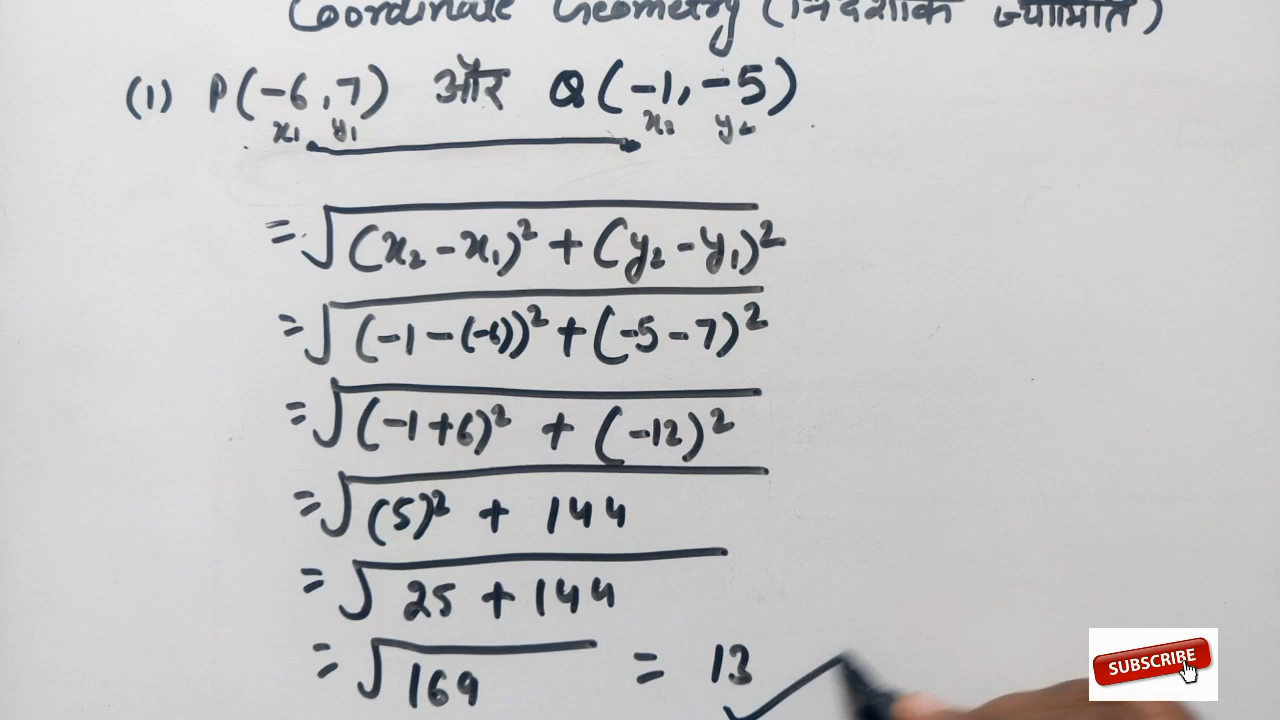 Coordinate Geometry (निर्देशांक ज्यामिति)
(1) P(-6, 7) और Q(-1, -5)
x₁ y₁ x₂ y₂
= √(x₂ - x₁)² + (y₂ - y₁)²
= √(-1 - (-6))² + (-5 - 7)²
= √(-1 + 6)² + (-12)²
= √(5)² + 144
= √25 + 144
= √169 = 13
SUBSCRIBE